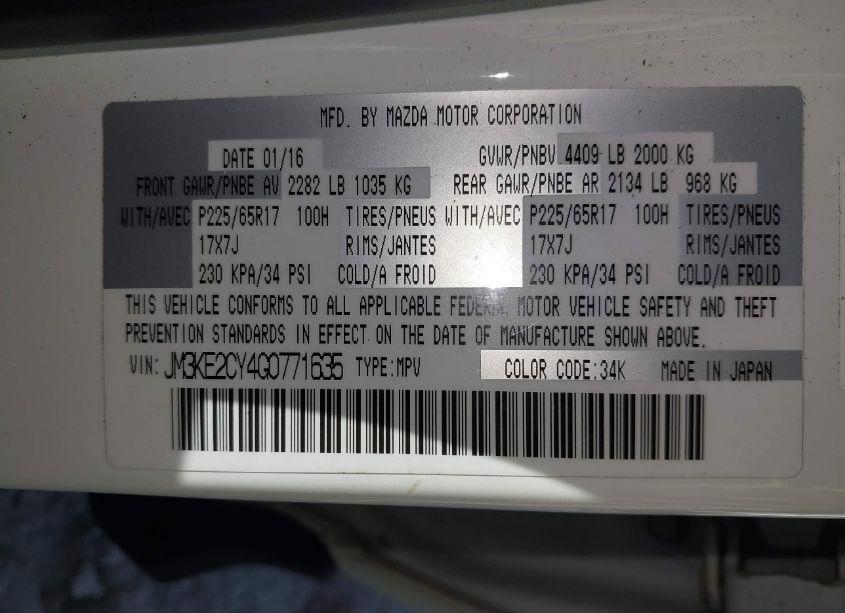 MFD. BY MAZDA MOTOR CORPORATION
DATE 01/16 GVWR/PNBV 4409 LB 2000 KG
FRONT GAWR/PNBE AV 2282 LB 1035 KG REAR GAWR/PNBE AR 2134 LB 968 KG
WITH/AVEC P225/65R17 100H TIRES/PNEUS WITH/AVEC P225/65R17 100H TIRES/PNEUS
17X7J RIMS/JANTES 17X7J RIMS/JANTES
230 KPA/34 PSI COLD/A FROID 230 KPA/34 PSI COLD/A FROID
THIS VEHICLE CONFORMS TO ALL APPLICABLE FEDERAL MOTOR VEHICLE SAFETY AND THEFT
PREVENTION STANDARDS IN EFFECT ON THE DATE OF MANUFACTURE SHOWN ABOVE.
VIN: JM3KE2CY4G0771635 TYPE:MPV COLOR CODE:34K MADE IN JAPAN